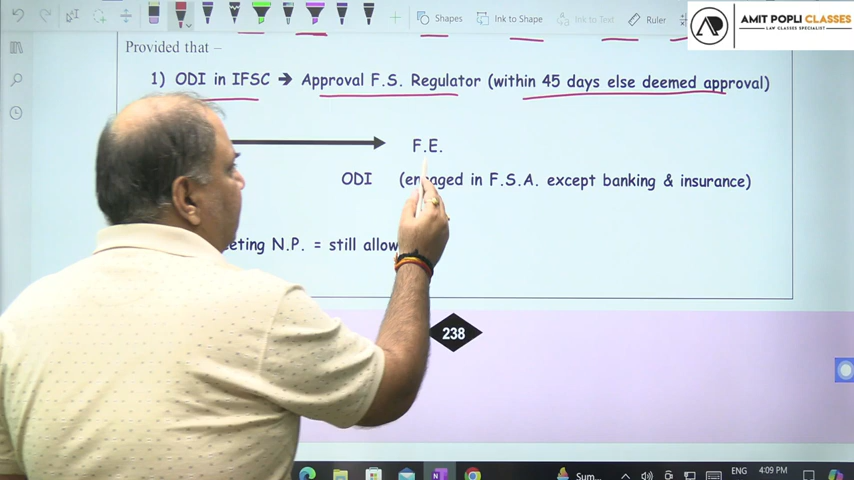 Shapes
Ink to Shape
Ink to Text
Ruler
AMIT POPLI CLASSES
LAW CLASSES SPECIALIST
Provided that –
1) ODI in IFSC ➔ Approval F.S. Regulator (within 45 days else deemed approval)
F.E.
ODI (engaged in F.S.A. except banking & insurance)
eting N.P. = still allow
238
Sum...
ENG
4:09 PM